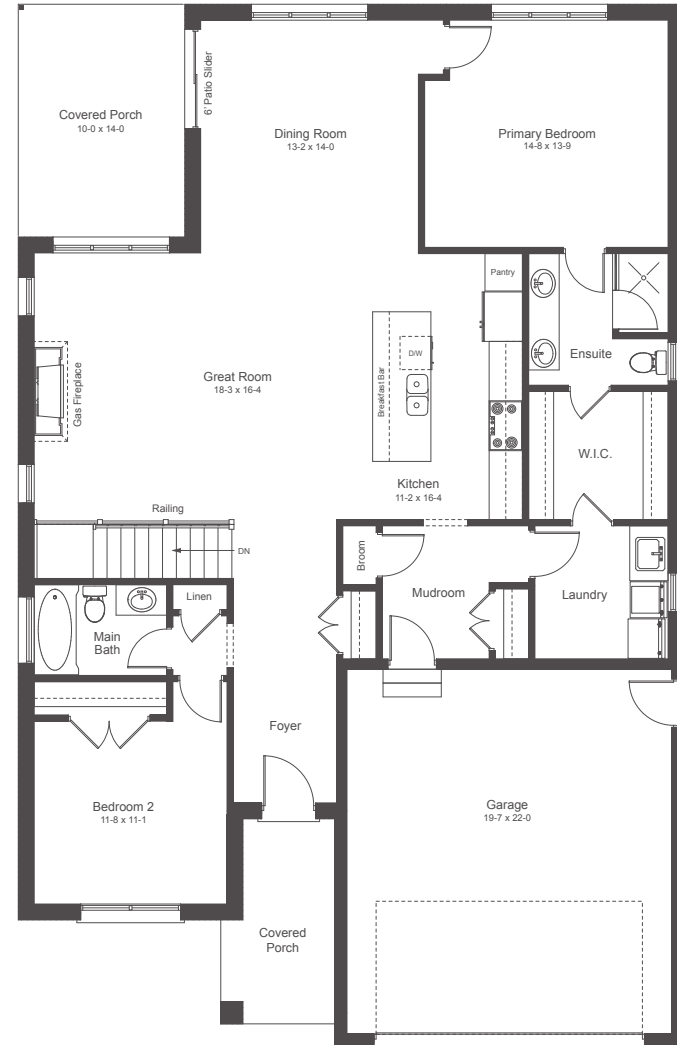 Covered Porch
10-0 x 14-0
6' Patio Slider
Dining Room
13-2 x 14-0
Primary Bedroom
14-8 x 13-9
Pantry
D/W
Breakfast Bar
Ensuite
Gas Fireplace
Great Room
18-3 x 16-4
W.I.C.
Kitchen
11-2 x 16-4
Railing
DN
Broom
Mudroom
Laundry
Linen
Main
Bath
Foyer
Bedroom 2
11-8 x 11-1
Garage
19-7 x 22-0
Covered
Porch